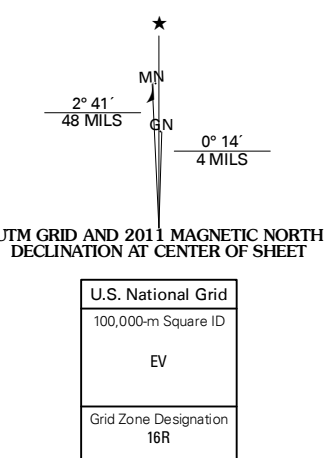 ★
MN
2° 41´
48 MILS
GN
0° 14´
4 MILS
UTM GRID AND 2011 MAGNETIC NORTH
DECLINATION AT CENTER OF SHEET
U.S. National Grid
100,000-m Square ID
EV
Grid Zone Designation
16R